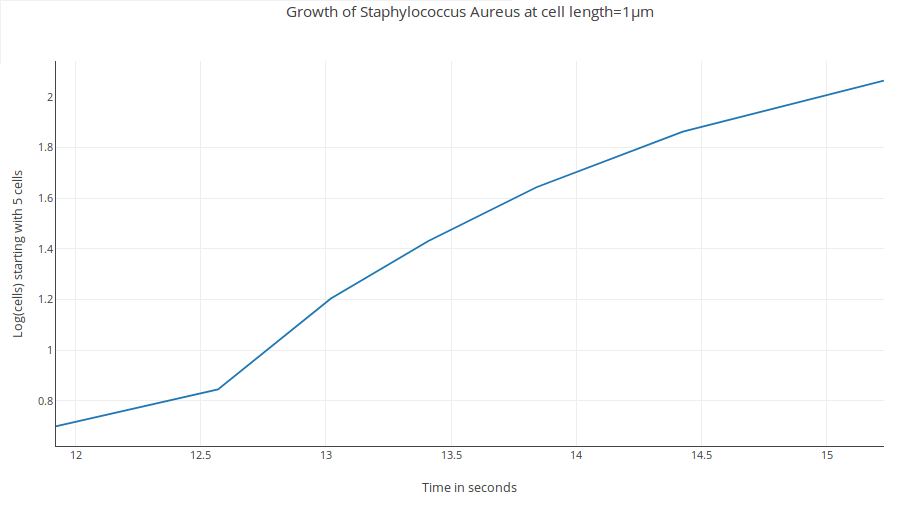 Growth of Staphylococcus Aureus at cell length=1μm
Log(cells) starting with 5 cells
2
1.8
1.6
1.4
1.2
1
0.8
12 12.5 13 13.5 14 14.5 15
Time in seconds